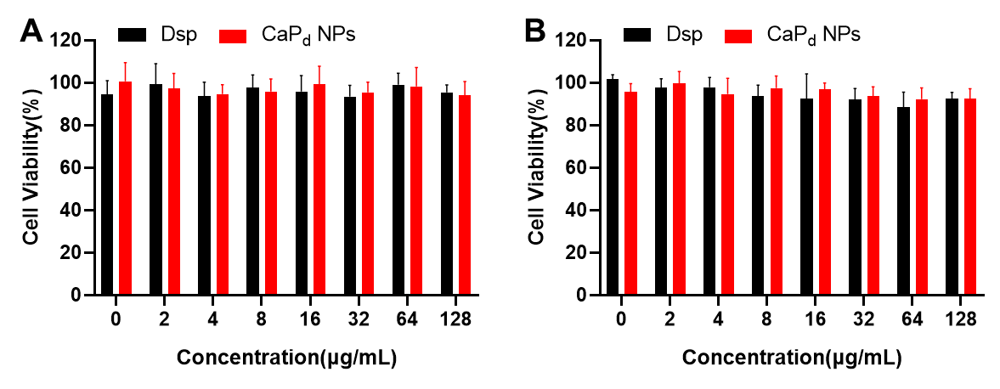 A
Dsp CaPd NPs
Cell Viability(%)
120
100
80
60
40
20
0
0 2 4 8 16 32 64 128
Concentration(µg/mL)
B
Dsp CaPd NPs
Cell Viability(%)
120
100
80
60
40
20
0
0 2 4 8 16 32 64 128
Concentration(µg/mL)